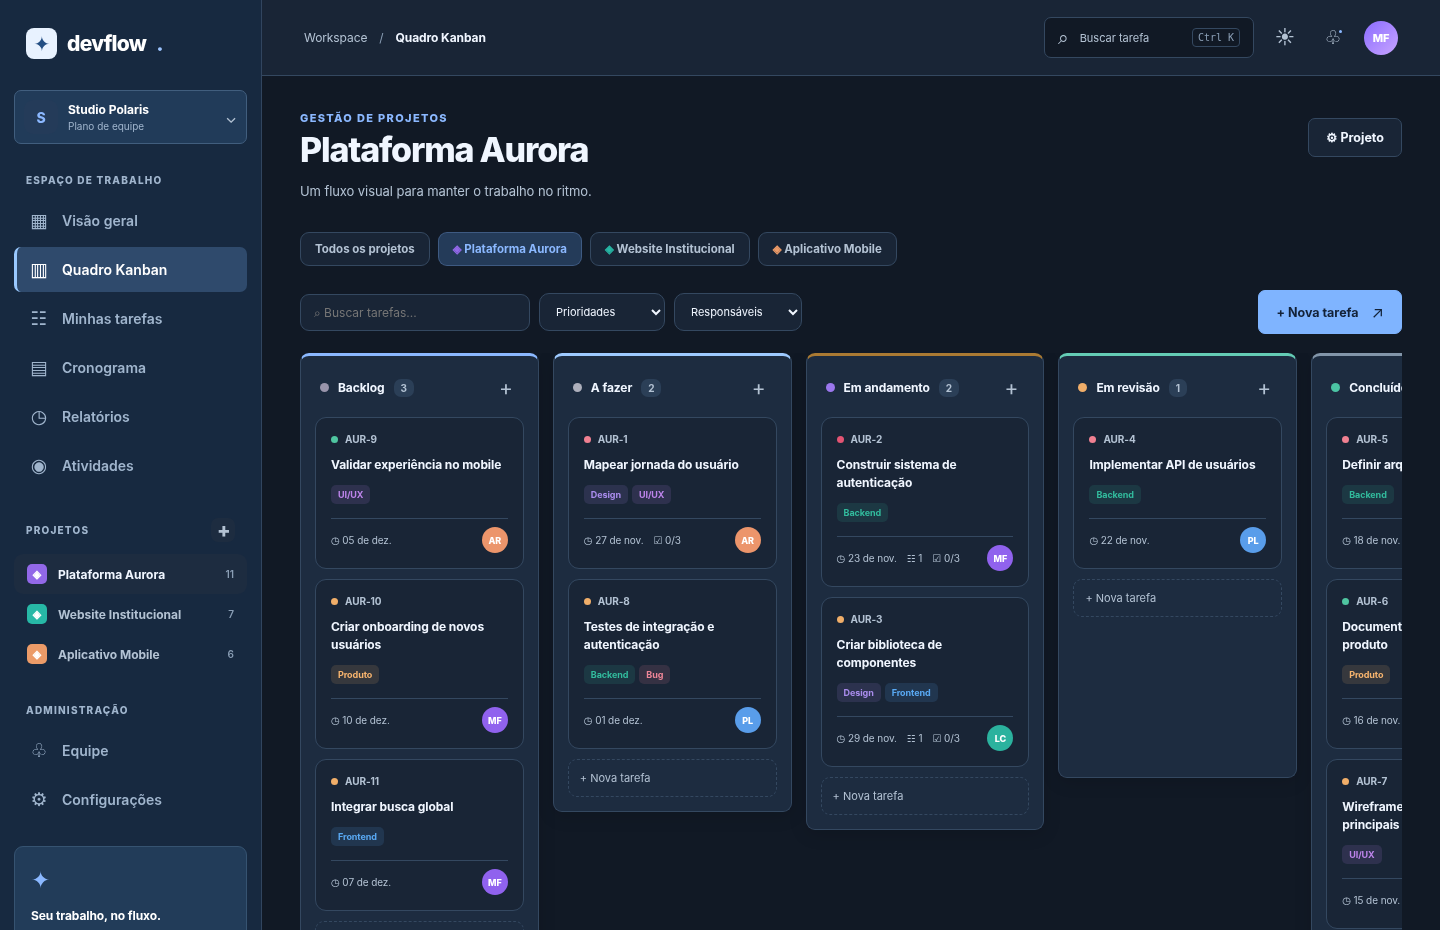 devflow .
S
Studio Polaris
Plano de equipe
ESPAÇO DE TRABALHO
Visão geral
Quadro Kanban
Minhas tarefas
Cronograma
Relatórios
Atividades
PROJETOS
+
Plataforma Aurora 11
Website Institucional 7
Aplicativo Mobile 6
ADMINISTRAÇÃO
Equipe
Configurações
Seu trabalho, no fluxo.
Workspace / Quadro Kanban
Buscar tarefa Ctrl K
MF
GESTÃO DE PROJETOS
Plataforma Aurora
Um fluxo visual para manter o trabalho no ritmo.
Projeto
Todos os projetos
Plataforma Aurora
Website Institucional
Aplicativo Mobile
Buscar tarefas...
Prioridades
Responsáveis
+ Nova tarefa
Backlog 3 +
AUR-9
Validar experiência no mobile
UI/UX
05 de dez. AR
AUR-10
Criar onboarding de novos
usuários
Produto
10 de dez. MF
AUR-11
Integrar busca global
Frontend
07 de dez. MF
A fazer 2 +
AUR-1
Mapear jornada do usuário
Design UI/UX
27 de nov. 0/3 AR
AUR-8
Testes de integração e
autenticação
Backend Bug
01 de dez. PL
+ Nova tarefa
Em andamento 2 +
AUR-2
Construir sistema de
autenticação
Backend
23 de nov. 1 0/3 MF
AUR-3
Criar biblioteca de
componentes
Design Frontend
29 de nov. 1 0/3 LC
+ Nova tarefa
Em revisão 1 +
AUR-4
Implementar API de usuários
Backend
22 de nov. PL
+ Nova tarefa
Concluíd
AUR-5
Definir arq
Backend
18 de nov.
AUR-6
Document
produto
Produto
16 de nov.
AUR-7
Wireframe
principais
UI/UX
15 de nov.